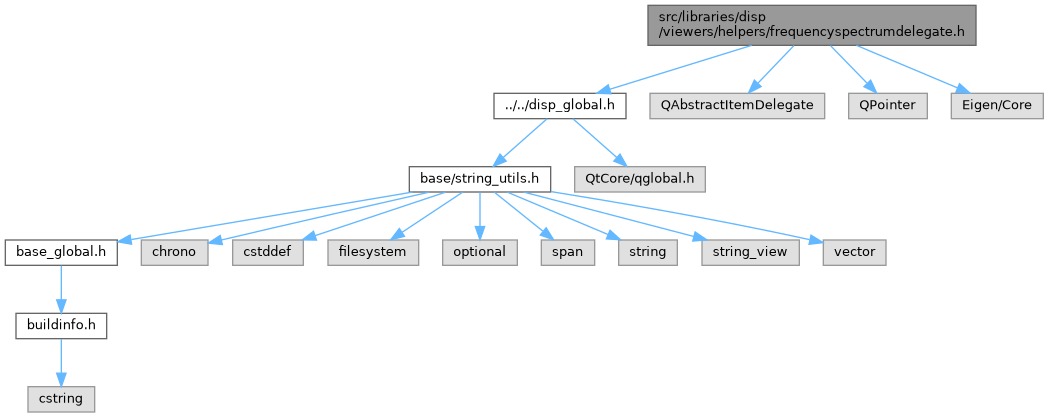 src/libraries/disp
/viewers/helpers/frequencyspectrumdelegate.h
../../disp_global.h
QAbstractItemDelegate
QPointer
Eigen/Core
base/string_utils.h
QtCore/qglobal.h
base_global.h
chrono
cstddef
filesystem
optional
span
string
string_view
vector
buildinfo.h
cstring